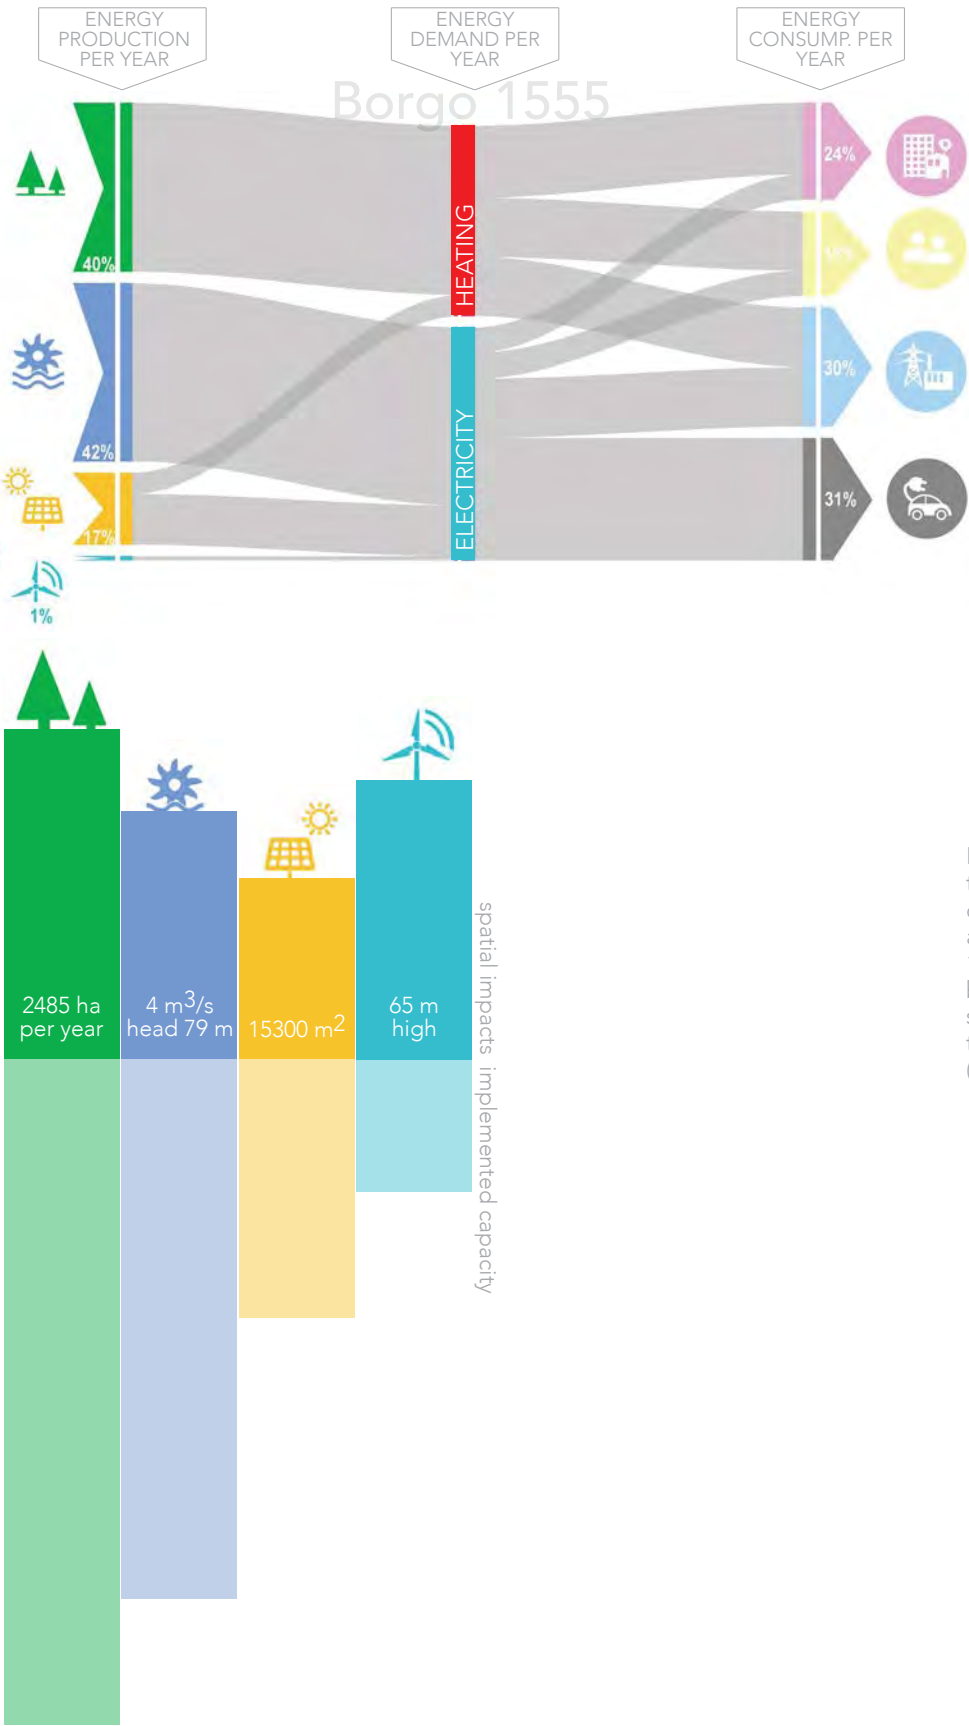 ENERGY
PRODUCTION
PER YEAR
ENERGY
DEMAND PER
YEAR
ENERGY
CONSUMP. PER
YEAR
Borgo 1555
HEATING
ELECTRICITY
40%
42%
17%
1%
24%
30%
31%
2485 ha
per year
4 m³/s
head 79 m
15300 m²
65 m
high
spatial impacts implemented capacity